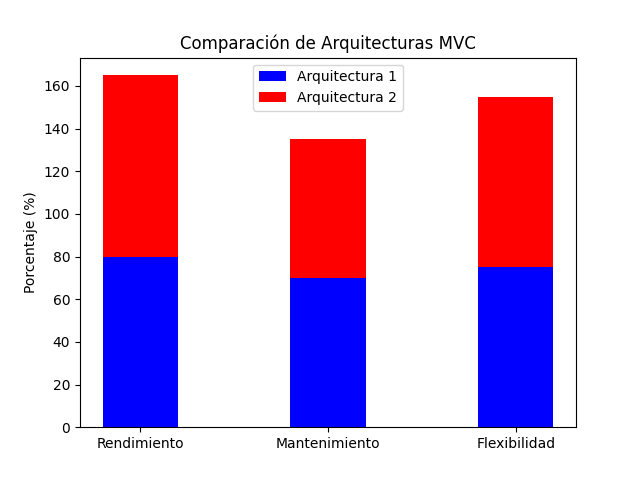 Comparación de Arquitecturas MVC
Arquitectura 1
Arquitectura 2
Porcentaje (%)
160
140
120
100
80
60
40
20
0
Rendimiento
Mantenimiento
Flexibilidad